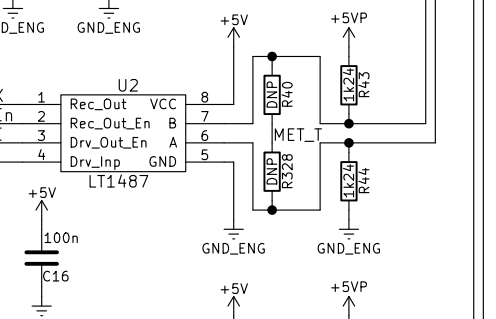 +5V
+5VP
D_ENG
GND_ENG
U2
DNP
R40
1k24
R43
1
Rec_Out
VCC
8
2
Rec_Out_En
B
7
3
Drv_Out_En
A
6
4
Drv_Inp
GND
5
LT1487
MET_T
DNP
R328
1k24
R44
+5V
100n
C16
GND_ENG
GND_ENG
+5V
+5VP